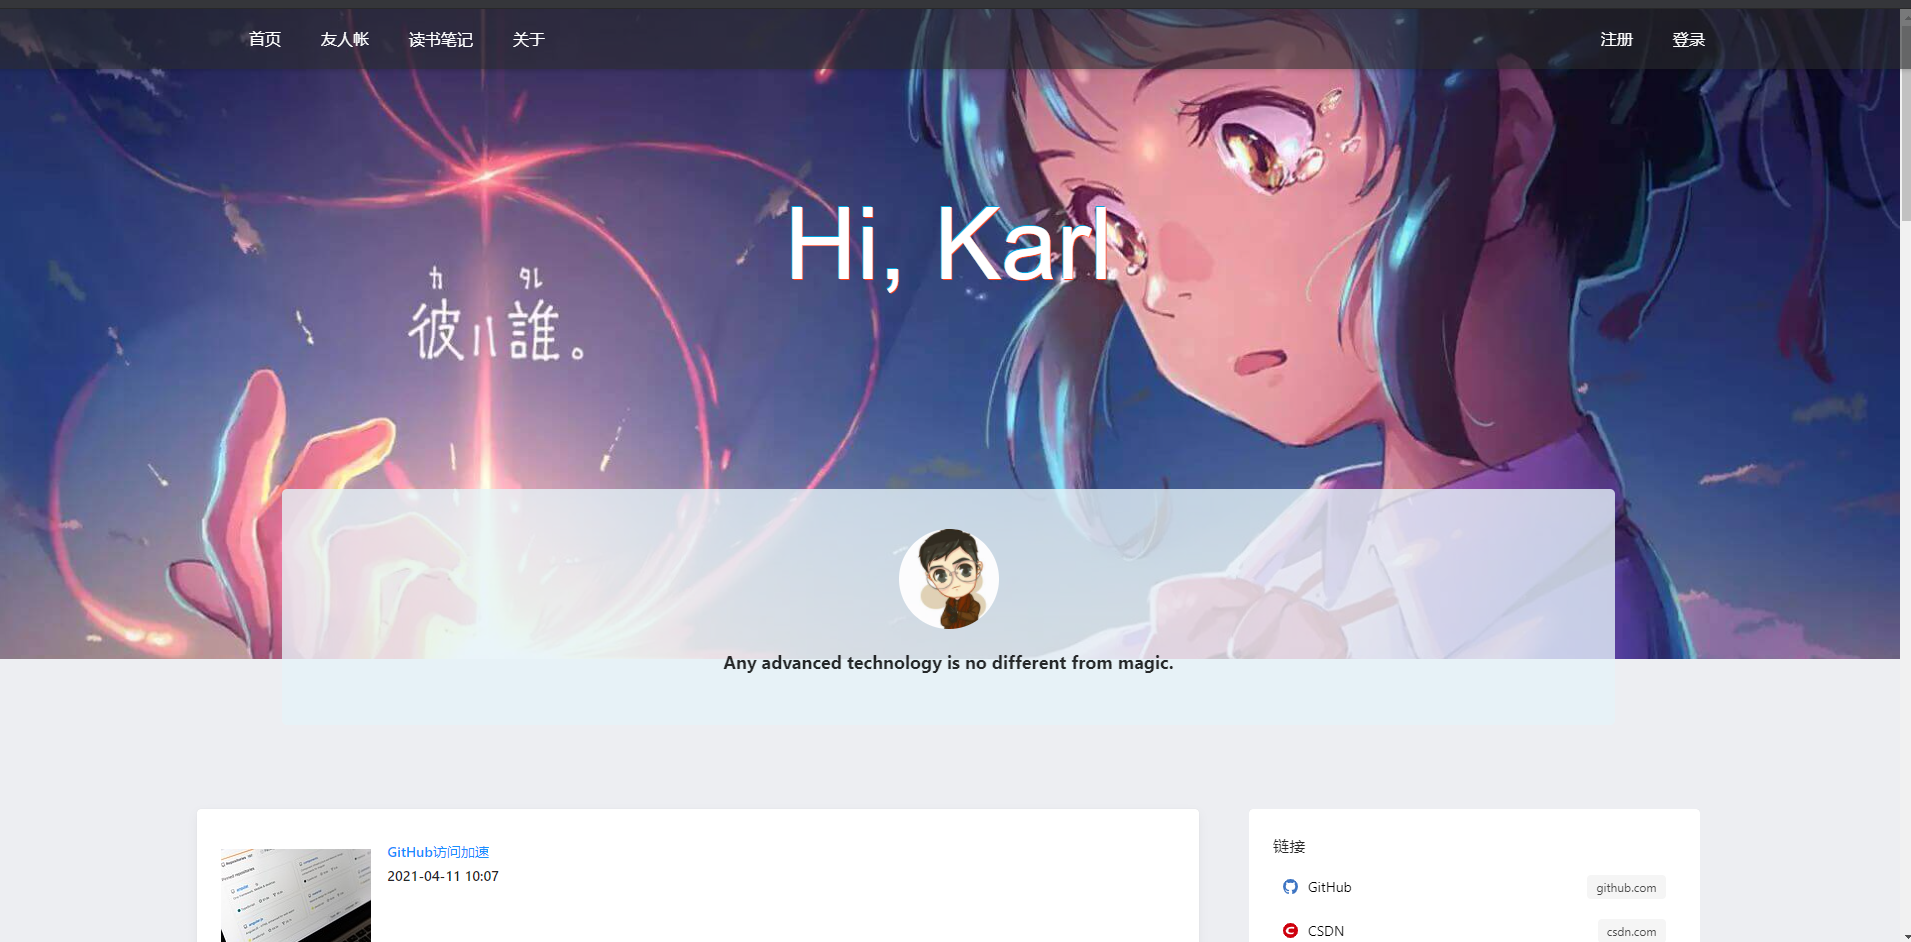 首页 友人帐 读书笔记 关于 注册 登录
Hi, Karl
カ タレ
彼ハ誰。
Any advanced technology is no different from magic.
GitHub访问加速
2021-04-11 10:07
链接
GitHub github.com
CSDN csdn.com